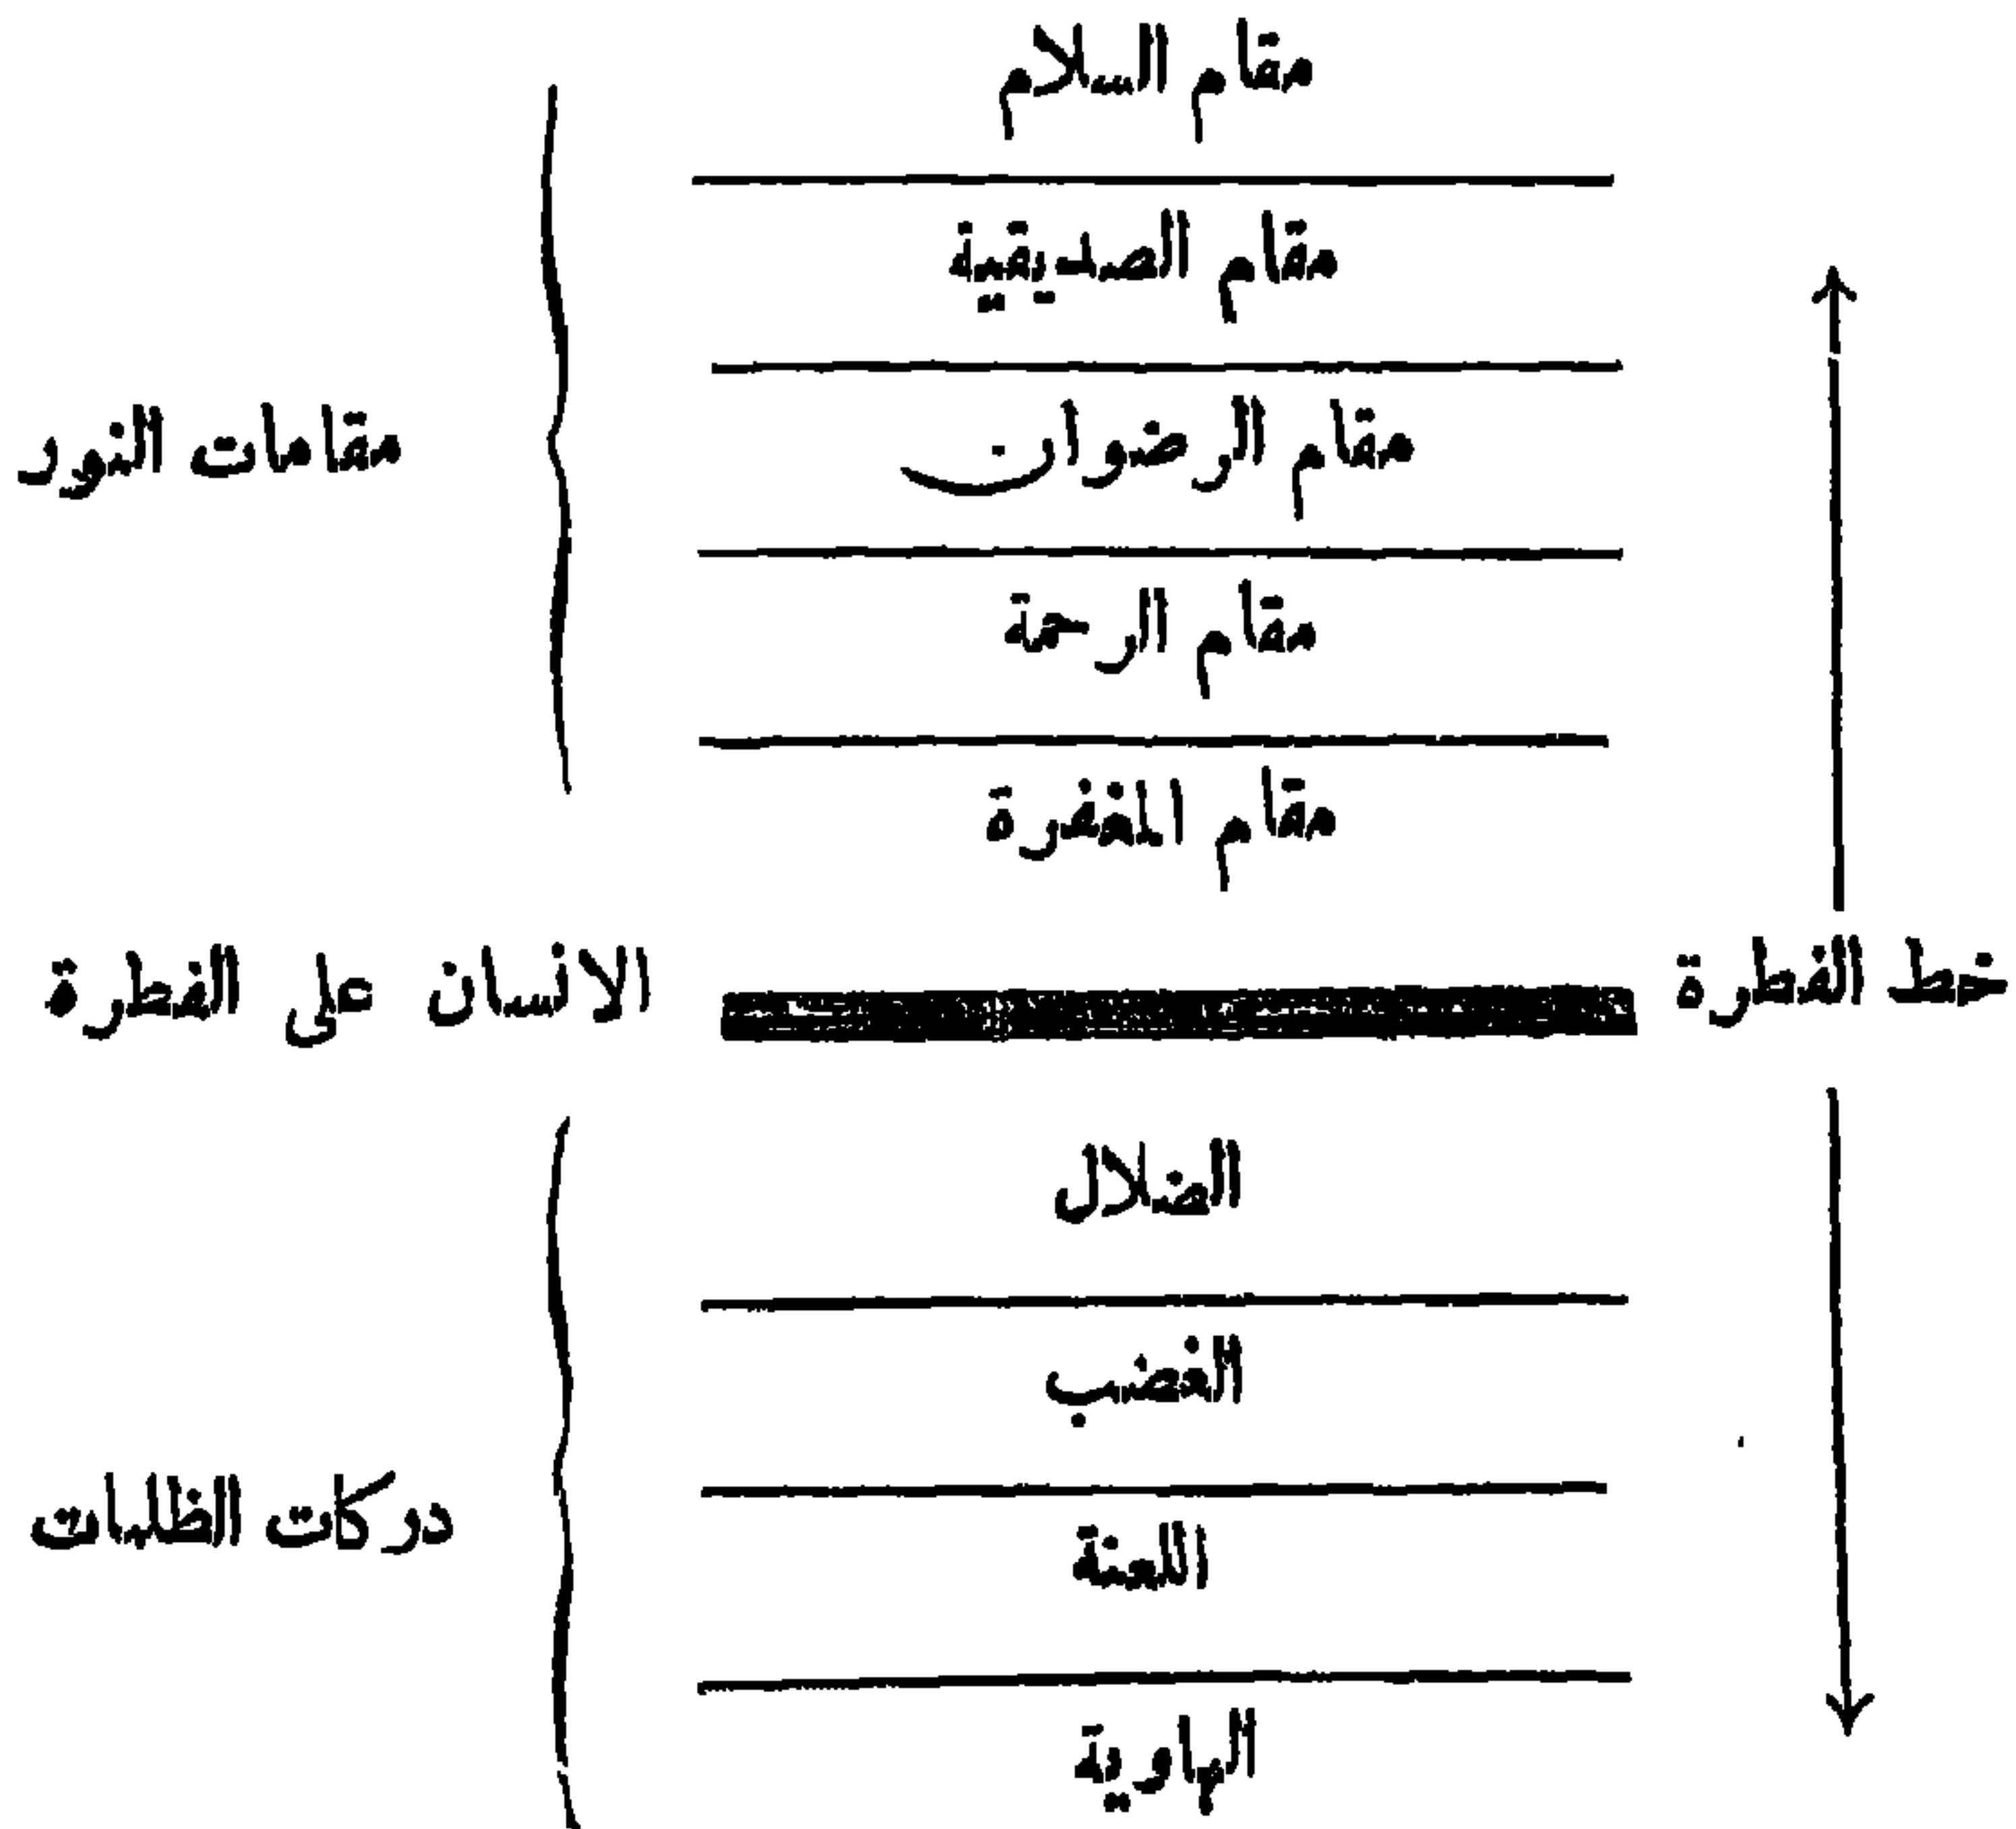 مقام السلام
مقام الصديقية
مقام الرضوان
مقامات النور
مقام الرحمة
مقام المغفرة
خط الفطرة
الانسان على الفطرة
الضلال
الغضب
دركات الظلمات
اللعنة
الهاوية